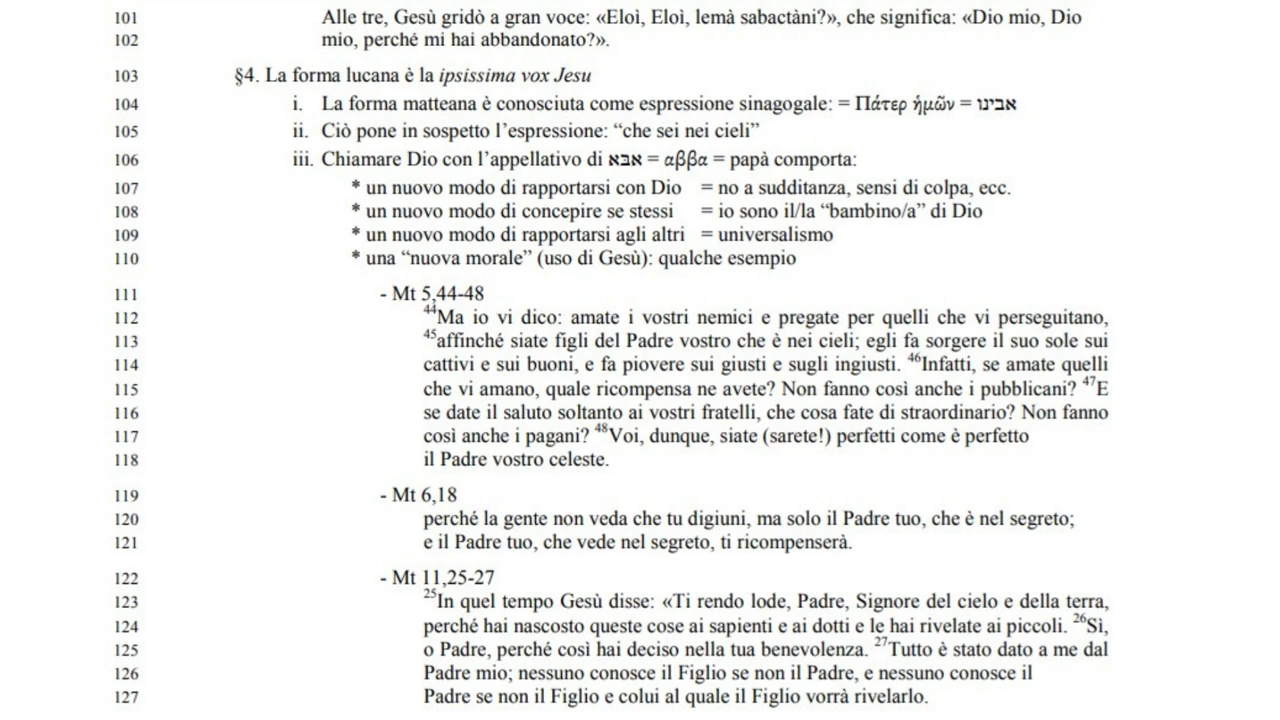 101 Alle tre, Gesù gridò a gran voce: «Eloì, Eloì, lemà sabactàni?», che significa: «Dio mio, Dio
102 mio, perché mi hai abbandonato?».
103 §4. La forma lucana è la ipsissima vox Jesu
104 i. La forma matteana è conosciuta come espressione sinagogale: = Πάτερ ἡμῶν = אבינו
105 ii. Ciò pone in sospetto l’espressione: “che sei nei cieli”
106 iii. Chiamare Dio con l’appellativo di אבא = αββα = papà comporta:
107 * un nuovo modo di rapportarsi con Dio = no a sudditanza, sensi di colpa, ecc.
108 * un nuovo modo di concepire se stessi = io sono il/la “bambino/a” di Dio
109 * un nuovo modo di rapportarsi agli altri = universalismo
110 * una “nuova morale” (uso di Gesù): qualche esempio
111 - Mt 5,44-48
112 44Ma io vi dico: amate i vostri nemici e pregate per quelli che vi perseguitano,
113 45affinché siate figli del Padre vostro che è nei cieli; egli fa sorgere il suo sole sui
114 cattivi e sui buoni, e fa piovere sui giusti e sugli ingiusti. 46Infatti, se amate quelli
115 che vi amano, quale ricompensa ne avete? Non fanno così anche i pubblicani? 47E
116 se date il saluto soltanto ai vostri fratelli, che cosa fate di straordinario? Non fanno
117 così anche i pagani? 48Voi, dunque, siate (sarete!) perfetti come è perfetto
118 il Padre vostro celeste.
119 - Mt 6,18
120 perché la gente non veda che tu digiuni, ma solo il Padre tuo, che è nel segreto;
121 e il Padre tuo, che vede nel segreto, ti ricompenserà.
122 - Mt 11,25-27
123 25In quel tempo Gesù disse: «Ti rendo lode, Padre, Signore del cielo e della terra,
124 perché hai nascosto queste cose ai sapienti e ai dotti e le hai rivelate ai piccoli. 26Sì,
125 o Padre, perché così hai deciso nella tua benevolenza. 27Tutto è stato dato a me dal
126 Padre mio; nessuno conosce il Figlio se non il Padre, e nessuno conosce il
127 Padre se non il Figlio e colui al quale il Figlio vorrà rivelarlo.